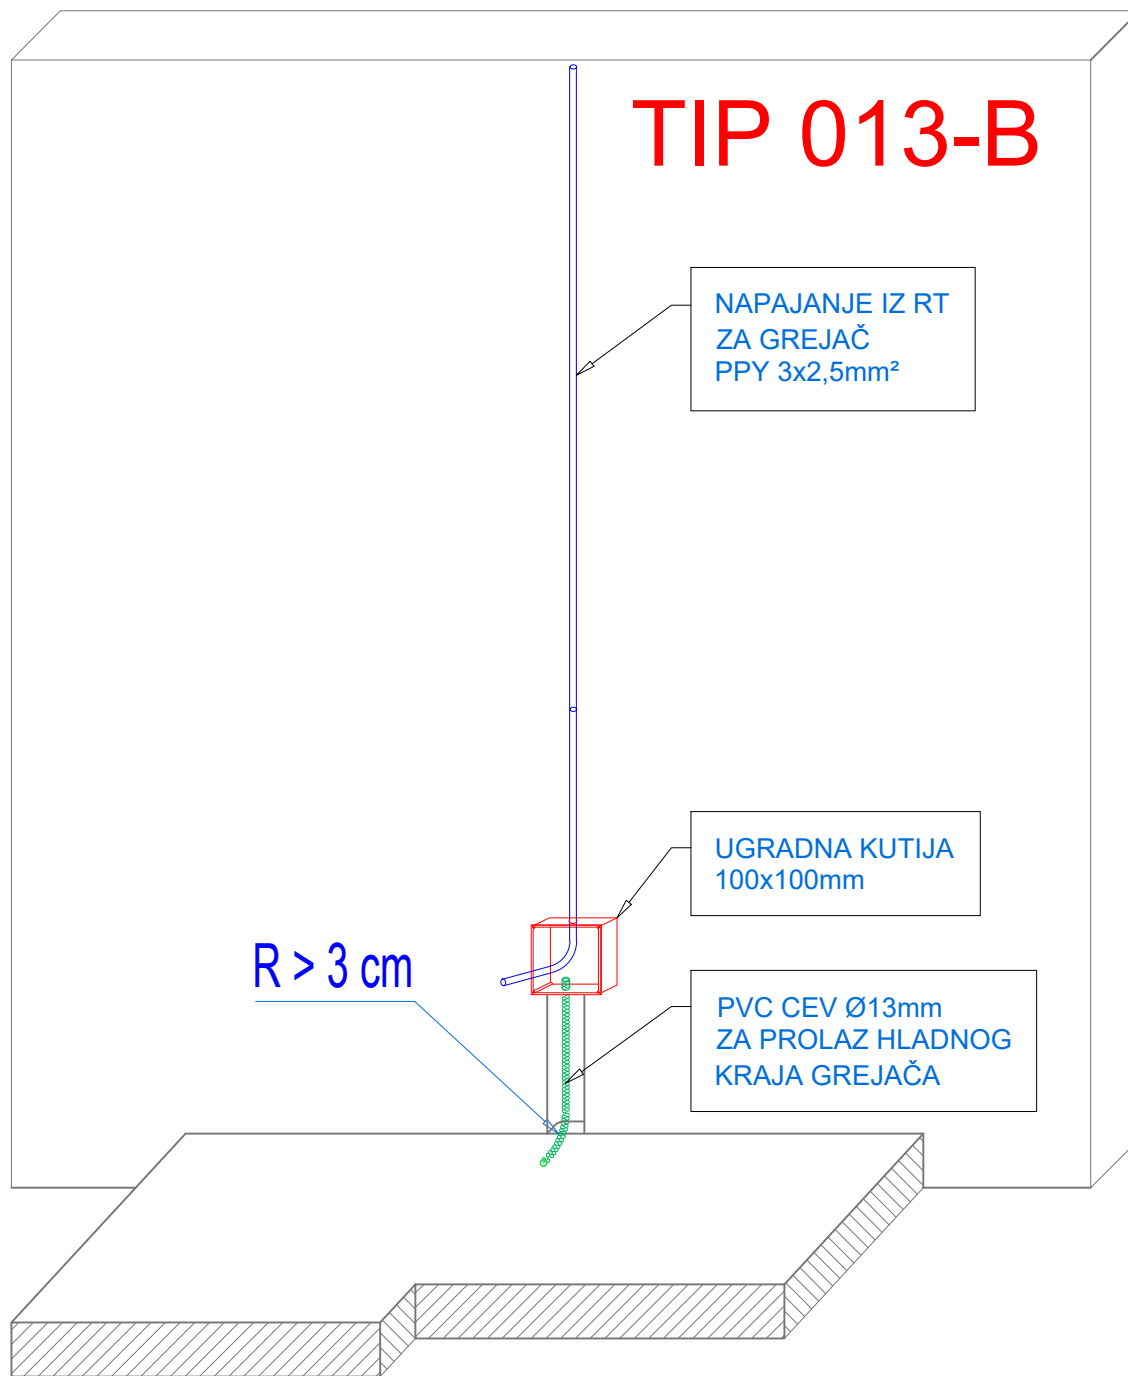 TIP 013-B
NAPAJANJE IZ RT
ZA GREJAČ
PPY 3x2,5mm²
UGRADNA KUTIJA
100x100mm
R > 3 cm
PVC CEV Ø13mm
ZA PROLAZ HLADNOG
KRAJA GREJAČA